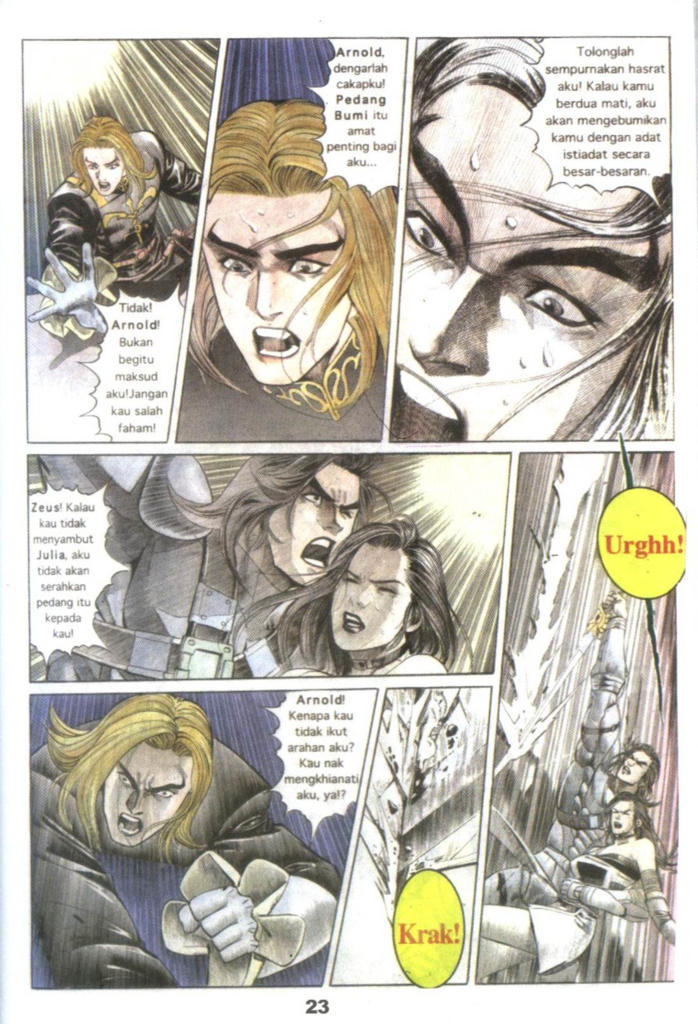 Tidak!
Arnold!
Bukan
begitu
maksud
aku!Jangan
kau salah
faham!
Arnold,
dengarlah
cakapku!
Pedang
Bumi itu
amat
penting bagi
aku...
Tolonglah
sempurnakan hasrat
aku! Kalau kamu
berdua mati, aku
akan mengebumikan
kamu dengan adat
istiadat secara
besar-besaran.
Zeus! Kalau
kau tidak
menyambut
Julia, aku
tidak akan
serahkan
pedang itu
kepada
kau!
Urghh!
Arnold!
Kenapa kau
tidak ikut
arahan aku?
Kau nak
mengkhianati
aku, ya!?
Krak!
23